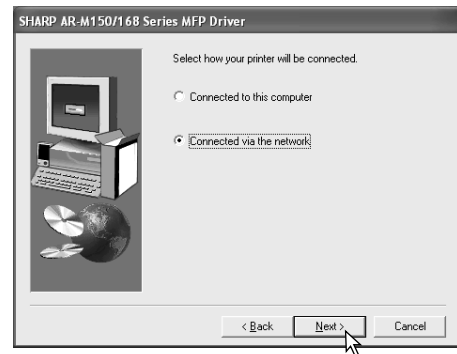 SHARP AR-M150/168 Series MFP Driver
Select how your printer will be connected.
Connected to this computer
Connected via the network
< Back Next > Cancel